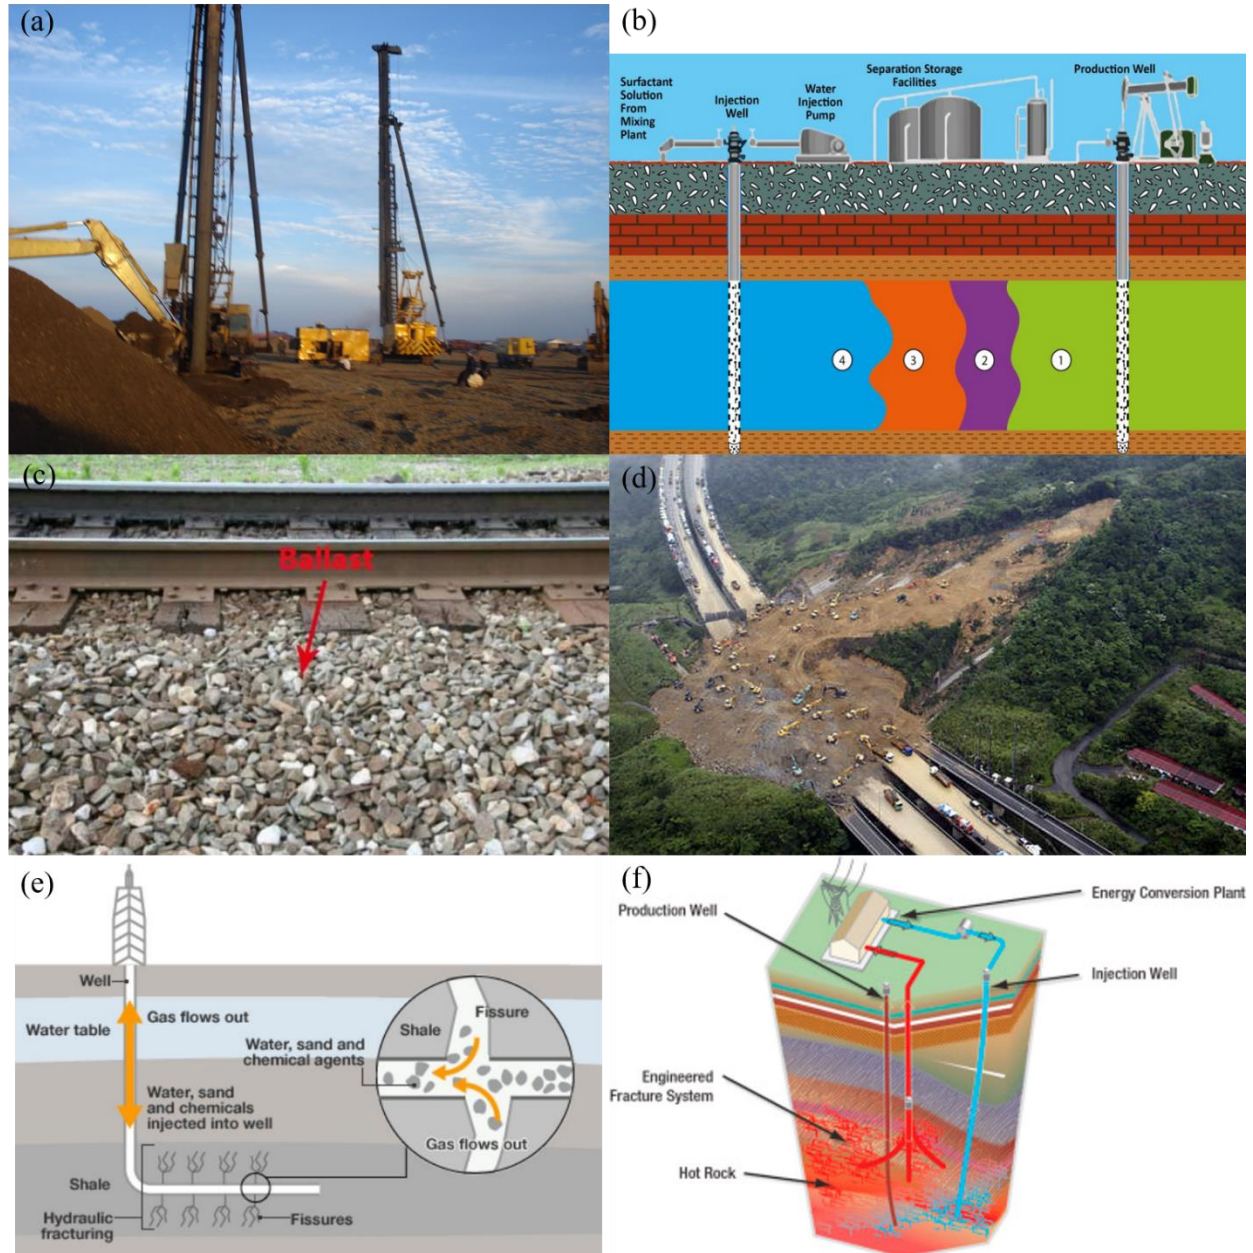 (a)
(b)
Surfactant
Solution
From
Mixing
Plant
Injection
Well
Water
Injection
Pump
Separation Storage
Facilities
Production Well
4
3
2
1
(c)
Ballast
(d)
(e)
Well
Water table
Gas flows out
Water, sand
and chemicals
injected into well
Shale
Hydraulic
fracturing
Fissures
Water, sand and
chemical agents
Shale
Fissure
Gas flows out
(f)
Production Well
Energy Conversion Plant
Injection Well
Engineered
Fracture System
Hot Rock